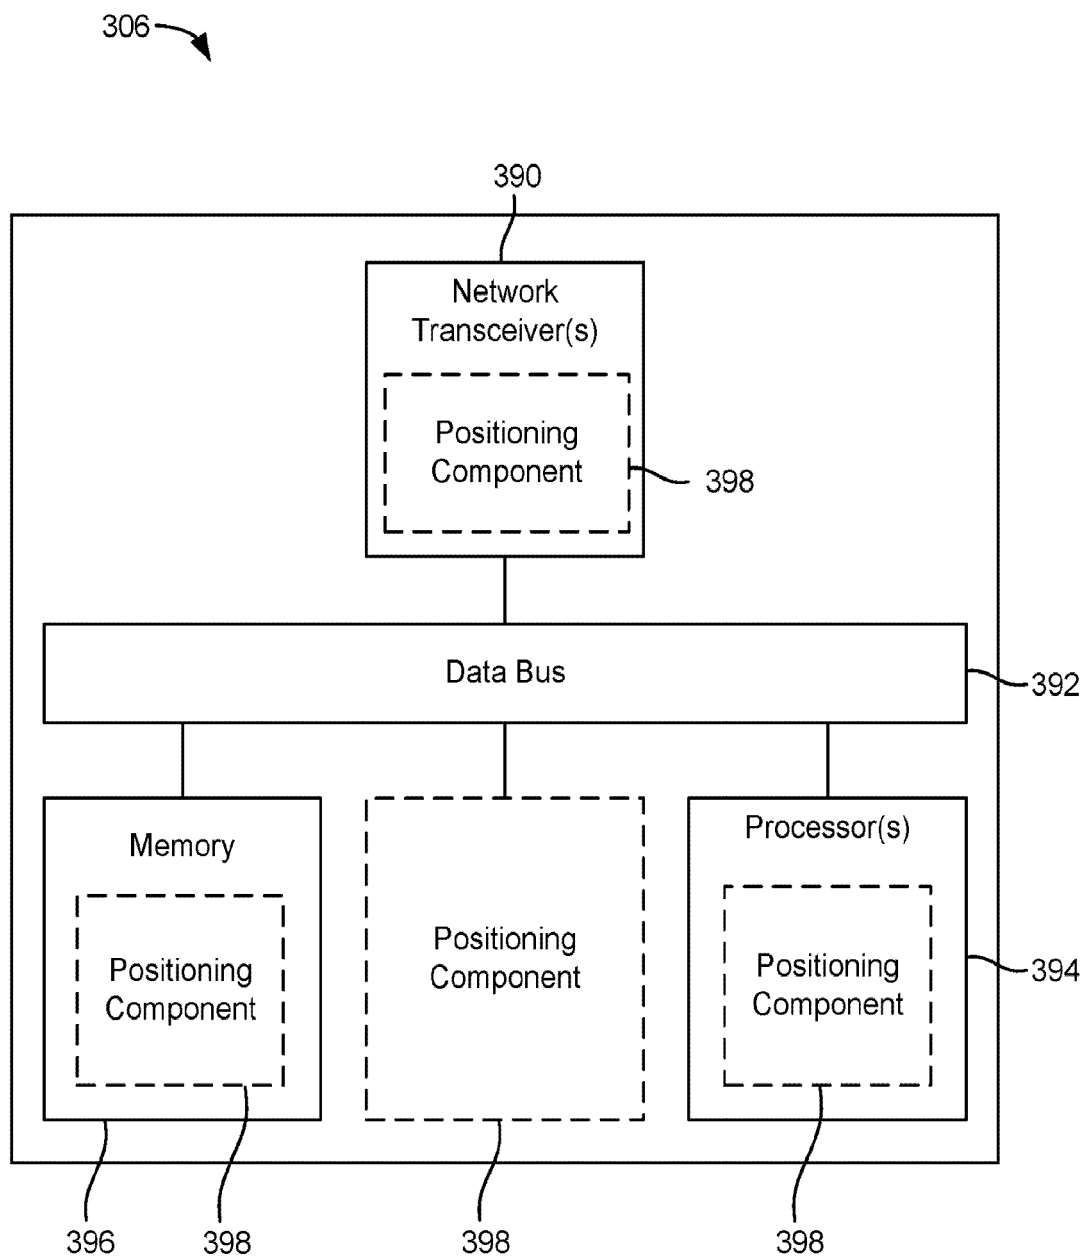 306
390
Network
Transceiver(s)
Positioning
Component
398
Data Bus
392
Memory
Positioning
Component
Positioning
Component
Processor(s)
Positioning
Component
394
396
398
398
398